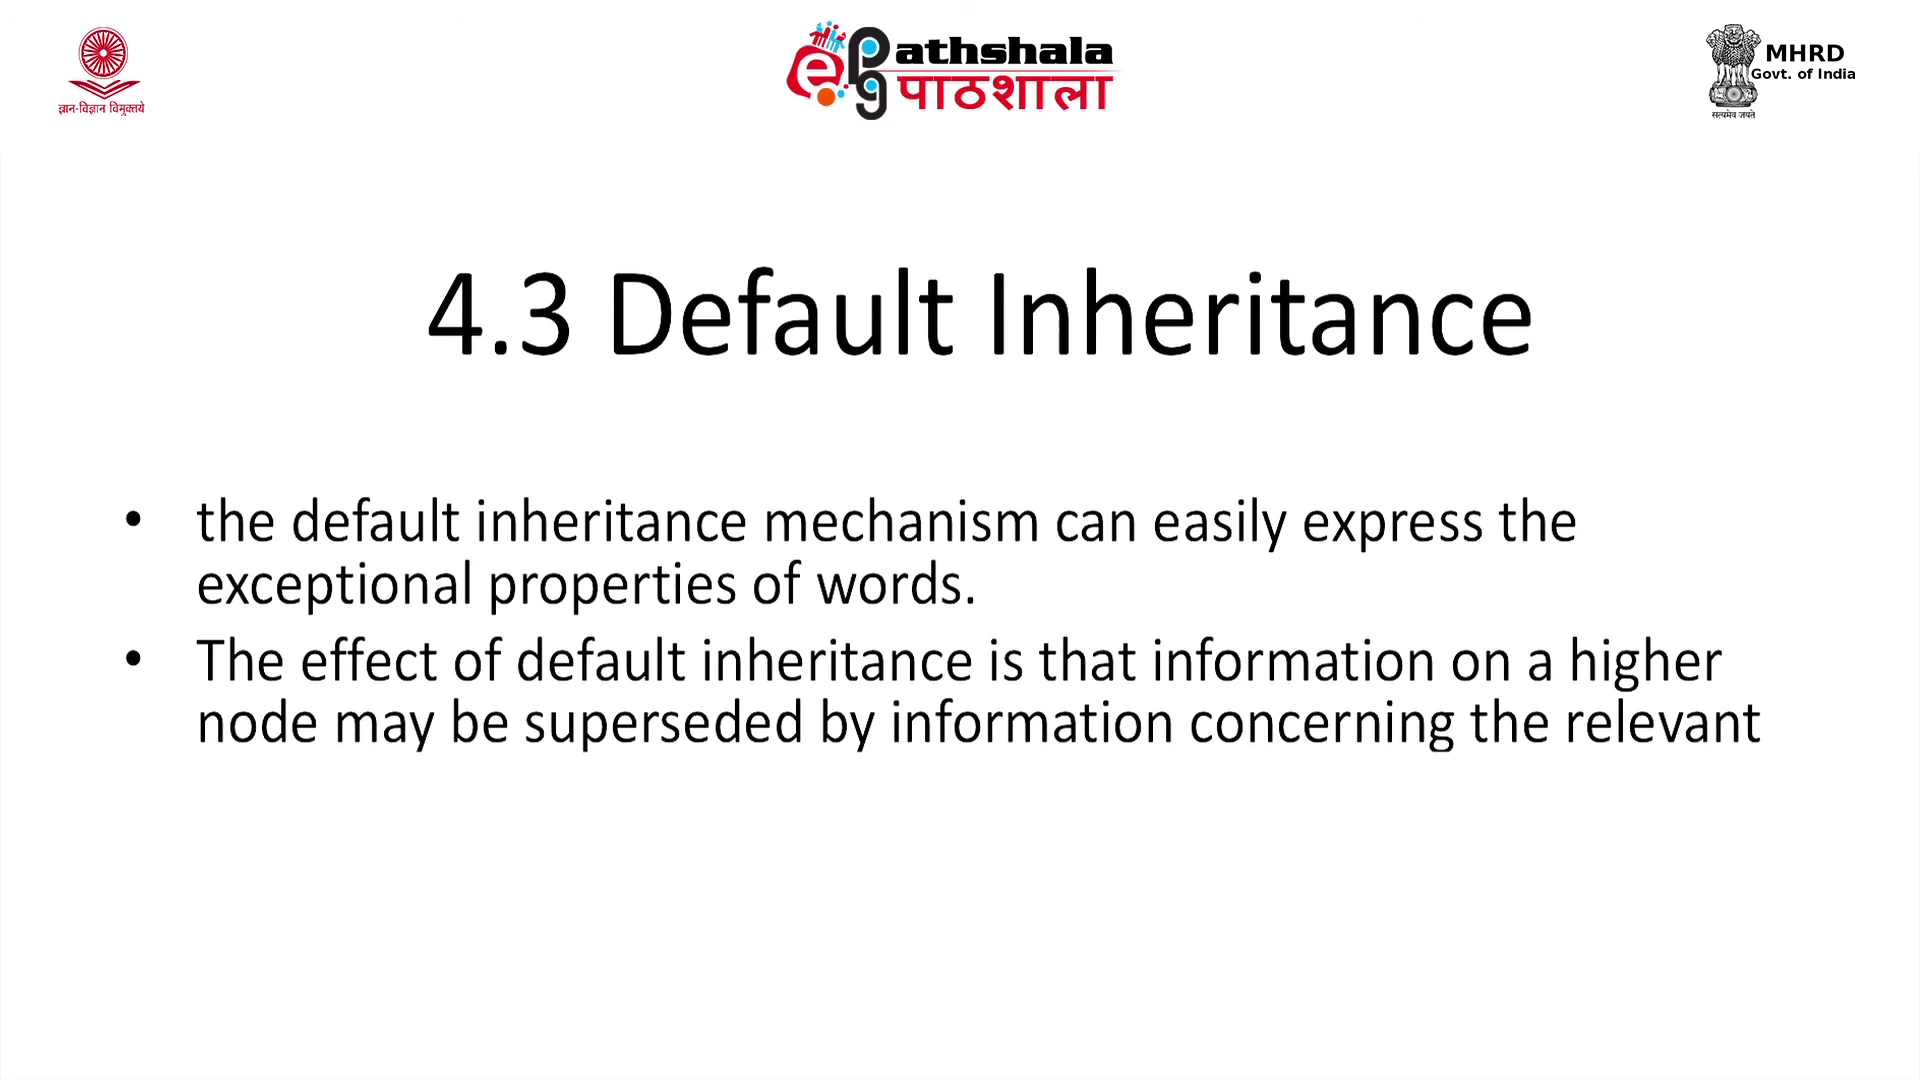 ज्ञान-विज्ञान विमुक्तये
athshala
पाठशाला
MHRD
Govt. of India
सत्यमेव जयते
4.3 Default Inheritance
• the default inheritance mechanism can easily express the
exceptional properties of words.
• The effect of default inheritance is that information on a higher
node may be superseded by information concerning the relevant